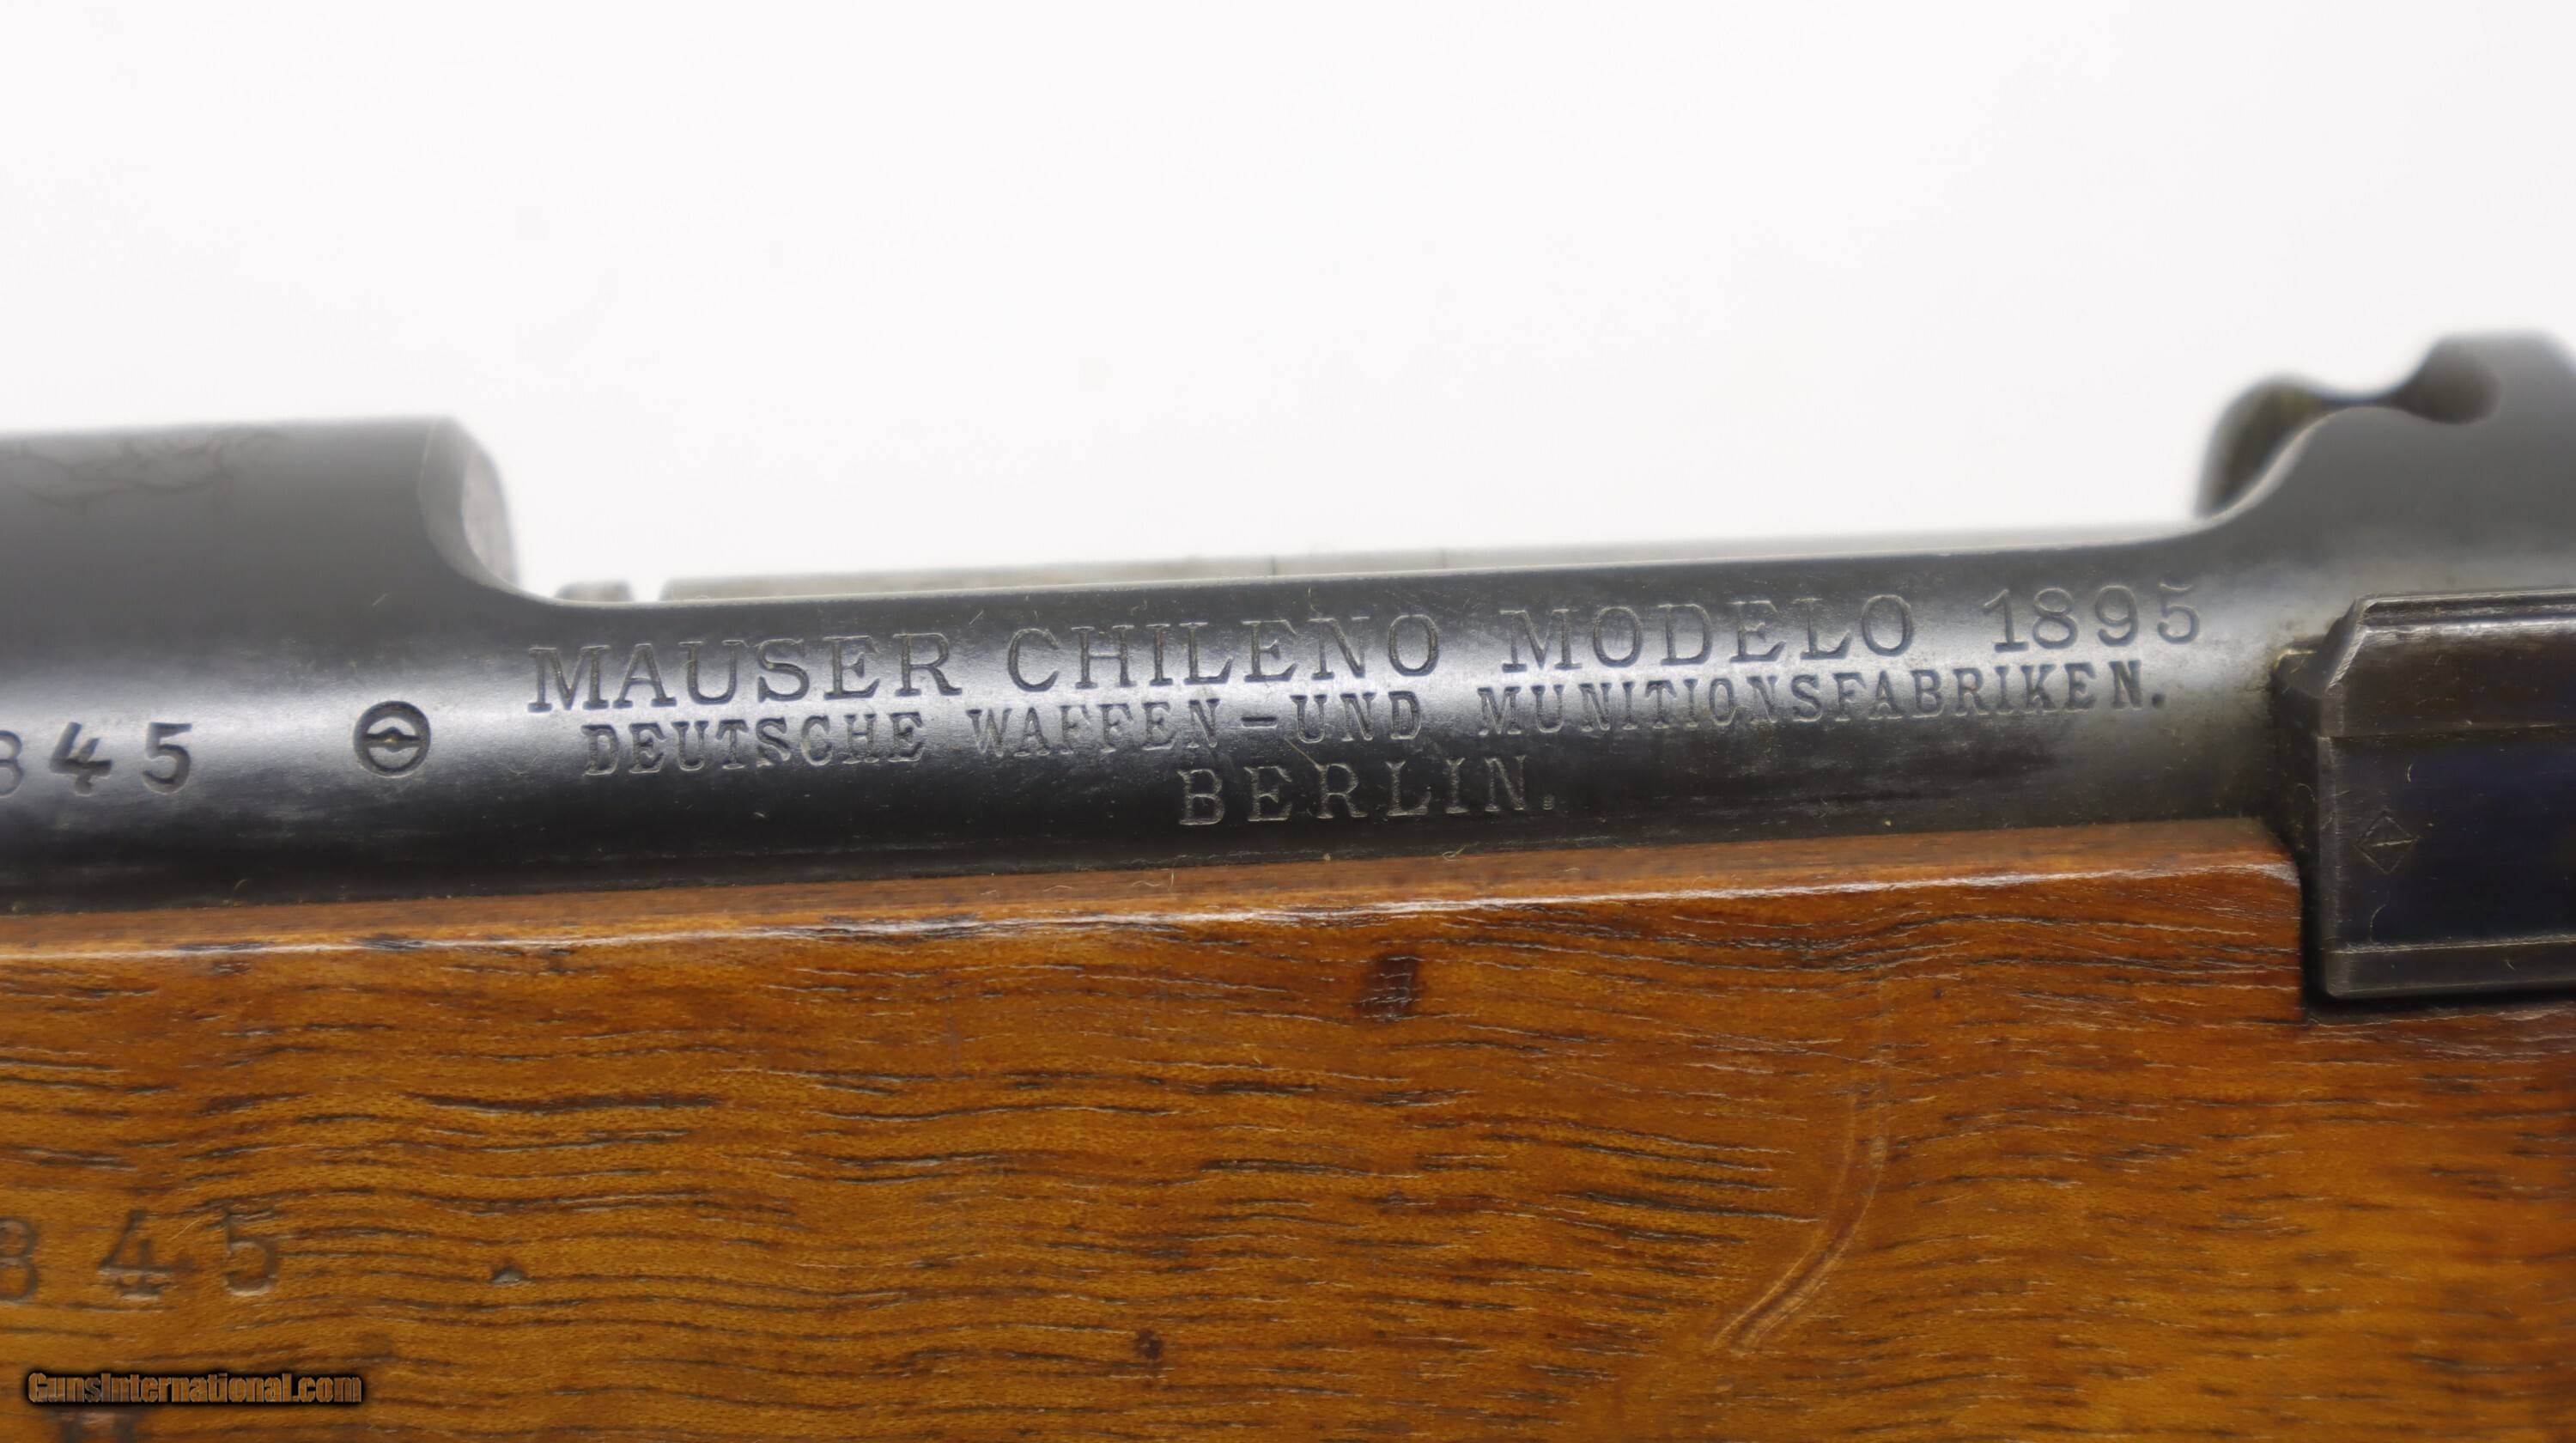 MAUSER CHILENO MODELO 1895
DEUTSCHE WAFFEN-UND MUNITIONSFABRIKEN.
BERLIN.
845
845
GunsInternational.com